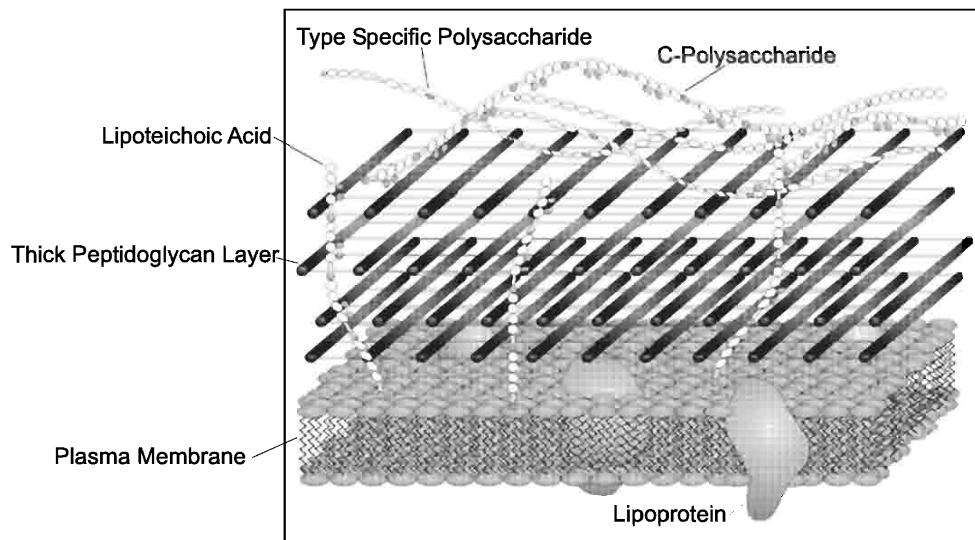 Type Specific Polysaccharide
C-Polysaccharide
Lipoteichoic Acid
Thick Peptidoglycan Layer
Plasma Membrane
Lipoprotein